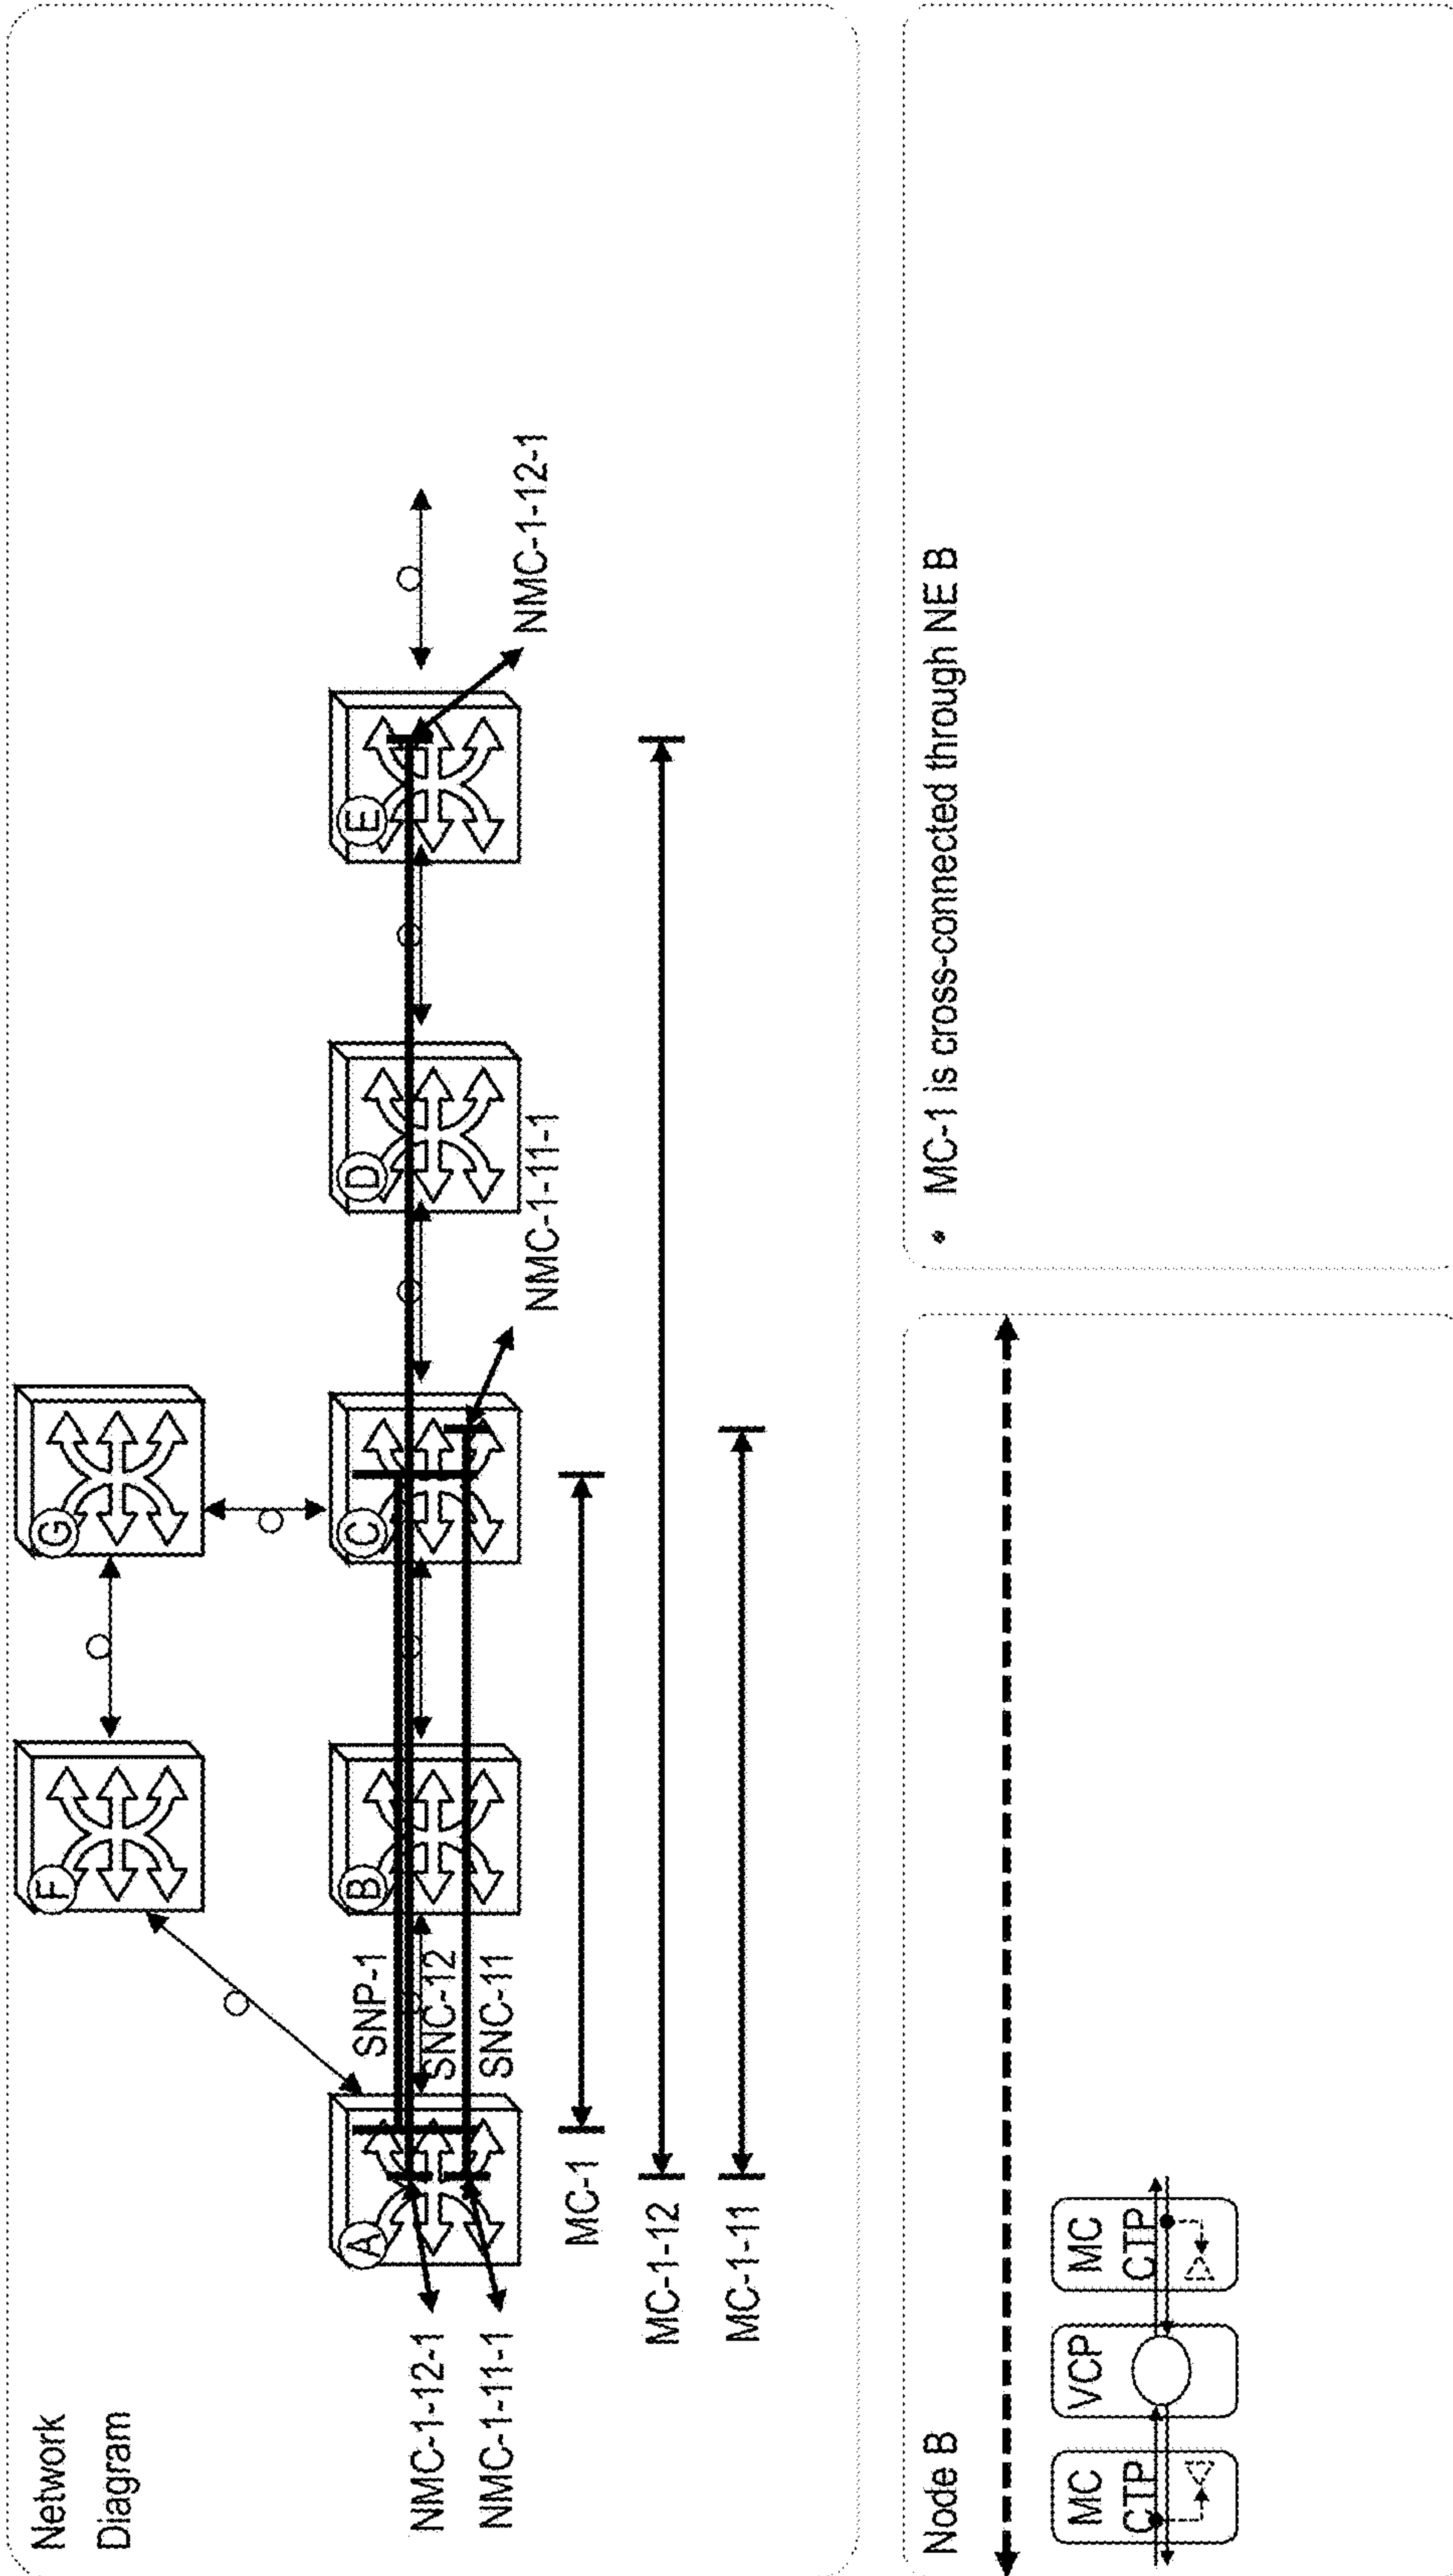 Network
Diagram
F
G
A
B
C
D
E
SNP-1
SNC-12
SNC-11
NMC-1-12-1
NMC-1-11-1
NMC-1-11-1
NMC-1-12-1
MC-1
MC-1-12
MC-1-11
Node B
MC
CTP
VCP
MC
CTP
• MC-1 is cross-connected through NE B